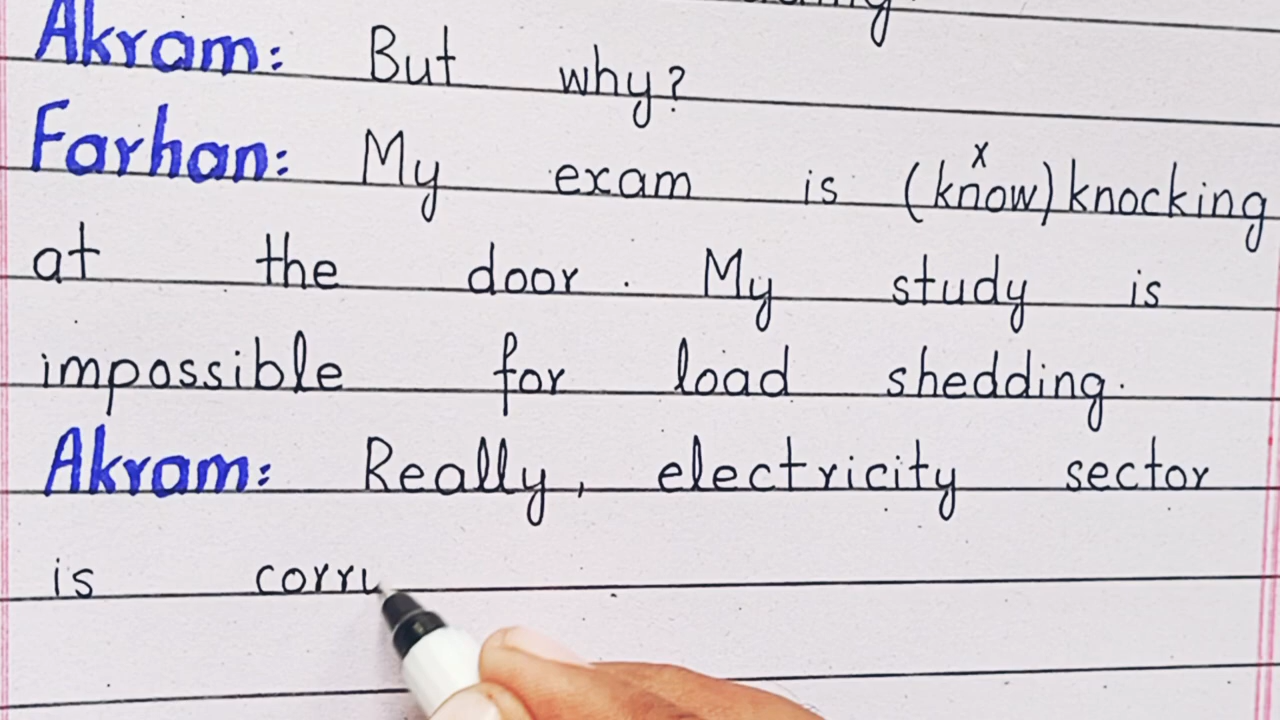 Akram: But why?
Farhan: My exam is (know) knocking
at the door. My study is
impossible for load shedding.
Akram: Really, electricity sector
is corru